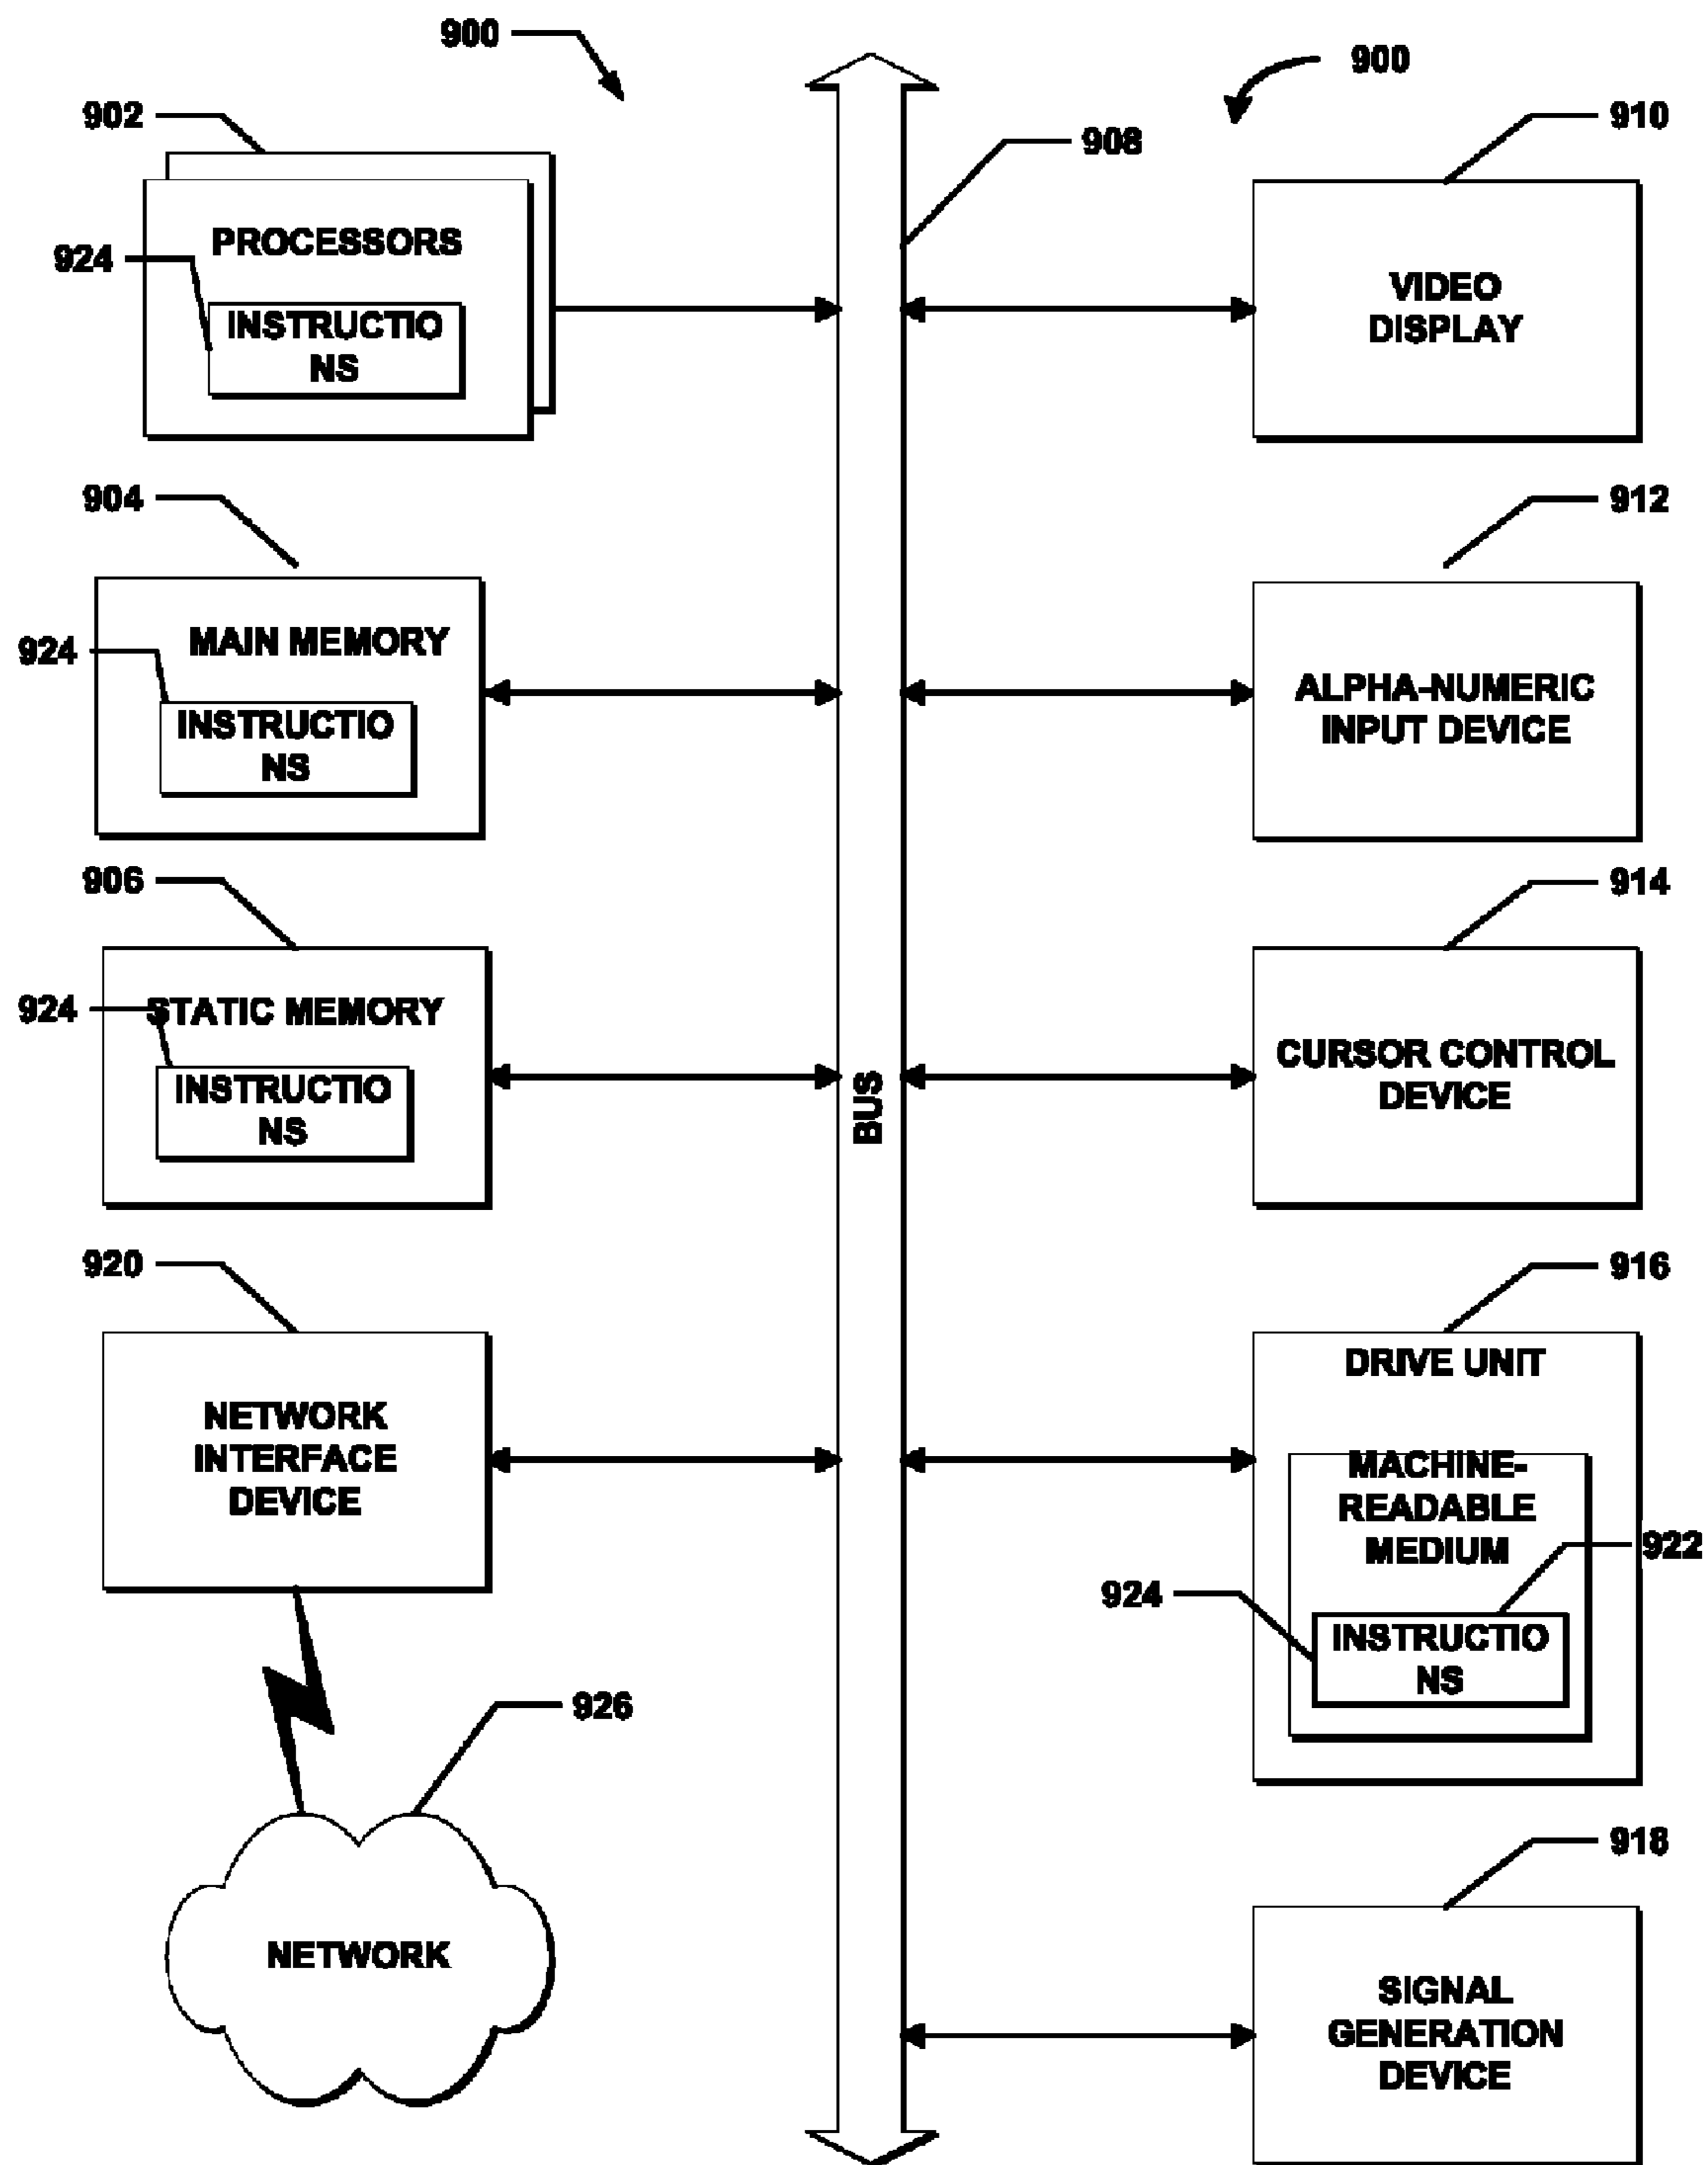 900
900
902
908
910
PROCESSORS
924
INSTRUCTIO
NS
VIDEO
DISPLAY
904
912
MAIN MEMORY
924
INSTRUCTIO
NS
ALPHA-NUMERIC
INPUT DEVICE
906
914
STATIC MEMORY
924
INSTRUCTIO
NS
BUS
CURSOR CONTROL
DEVICE
920
916
NETWORK
INTERFACE
DEVICE
DRIVE UNIT
MACHINE-
READABLE
MEDIUM
922
924
INSTRUCTIO
NS
926
NETWORK
918
SIGNAL
GENERATION
DEVICE